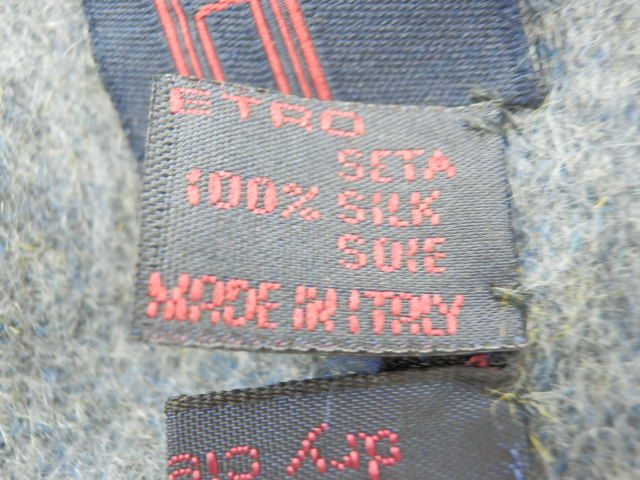 ETRO
100% SETA
SILK
SOIE
MADE IN ITALY